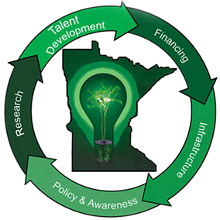 Talent
Development
Financing
Infrastructure
Policy & Awareness
Research